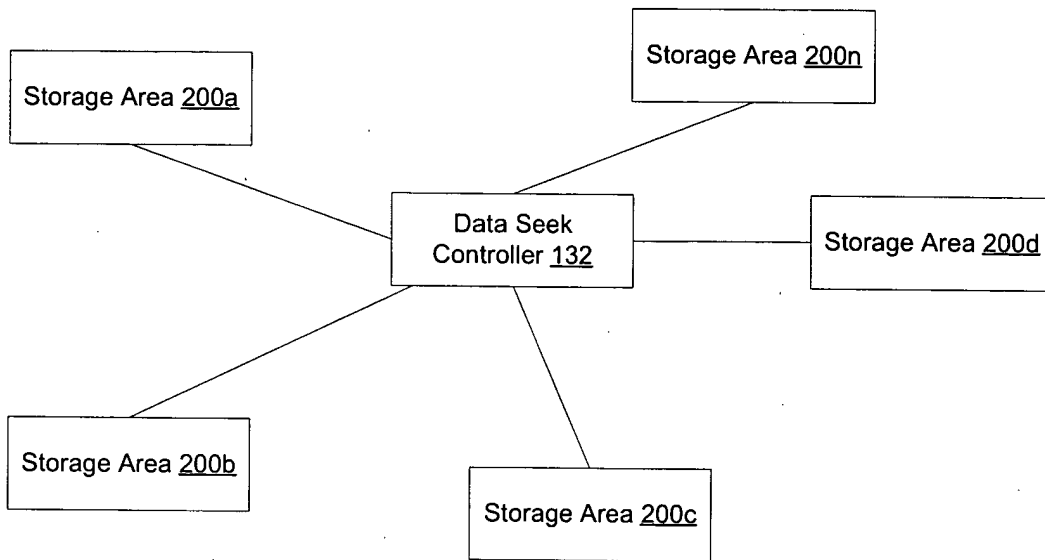 Storage Area 200n
Storage Area 200a
Data Seek
Controller 132
Storage Area 200d
Storage Area 200b
Storage Area 200c